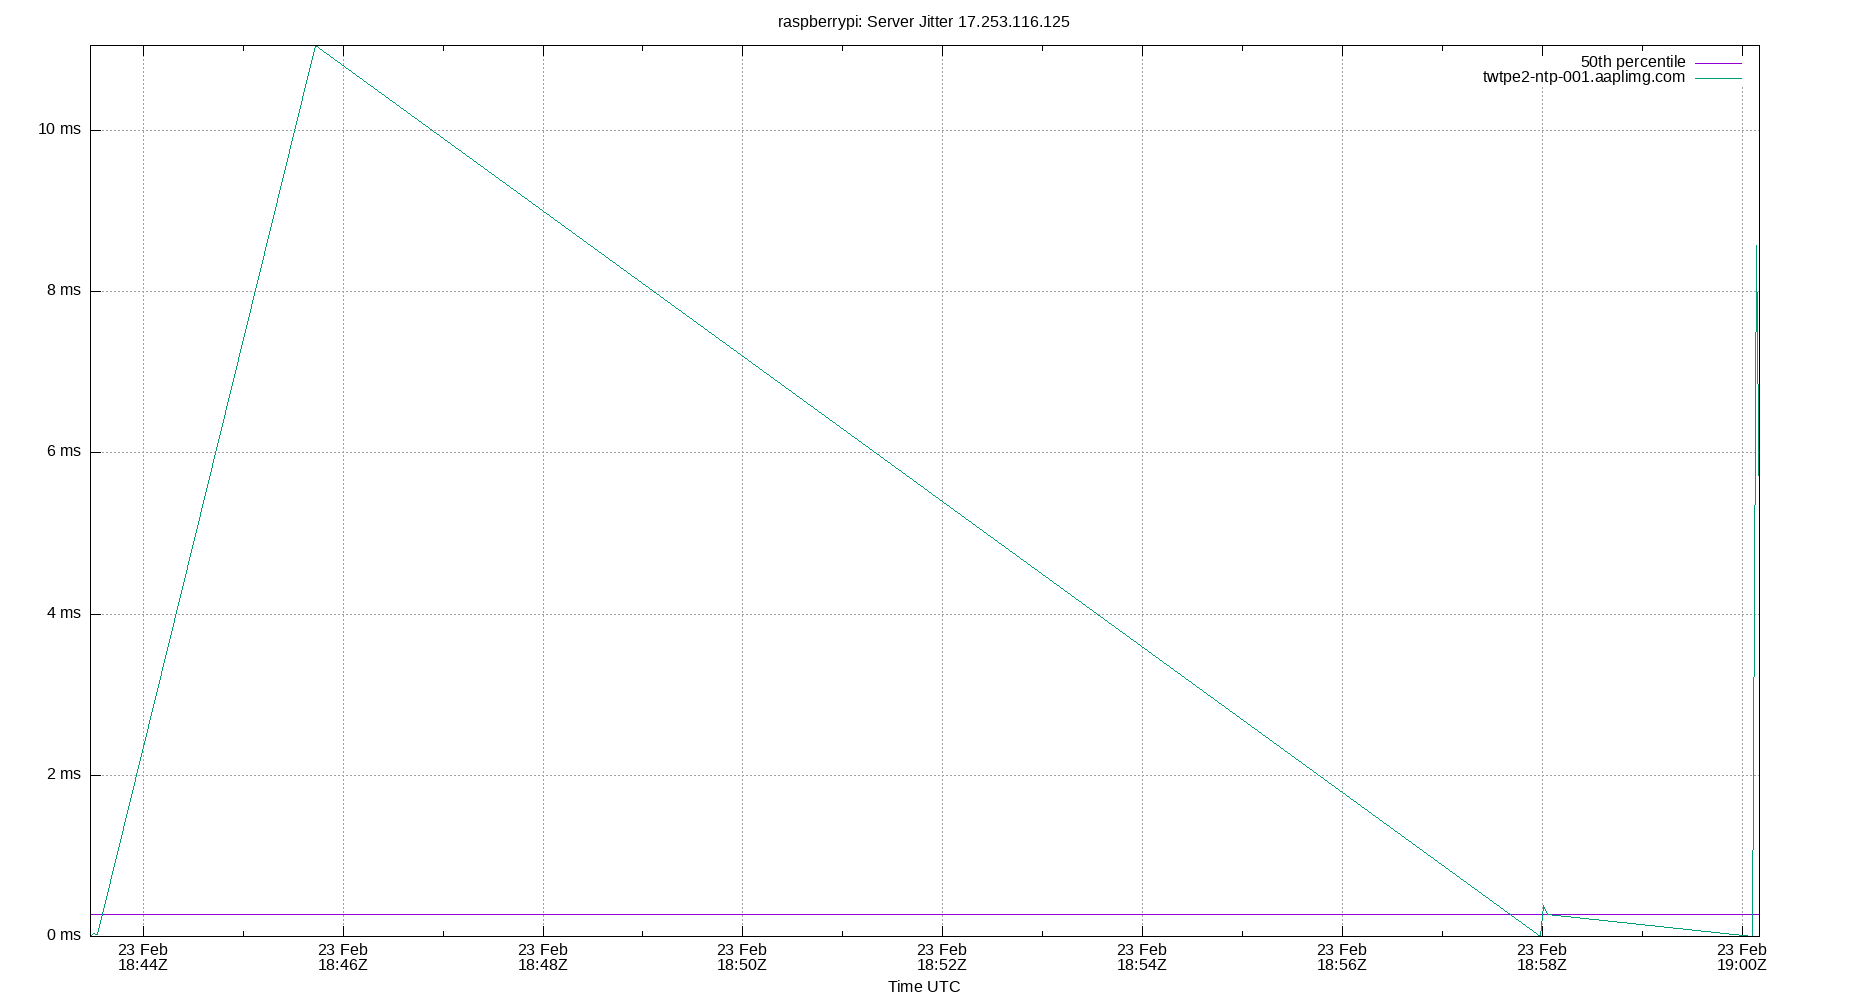 raspberrypi: Server Jitter 17.253.116.125
50th percentile
twtpe2-ntp-001.aaplimg.com
10 ms
8 ms
6 ms
4 ms
2 ms
0 ms
23 Feb 23 Feb 23 Feb 23 Feb 23 Feb 23 Feb 23 Feb 23 Feb 23 Feb
18:44Z 18:46Z 18:48Z 18:50Z 18:52Z 18:54Z 18:56Z 18:58Z 19:00Z
Time UTC